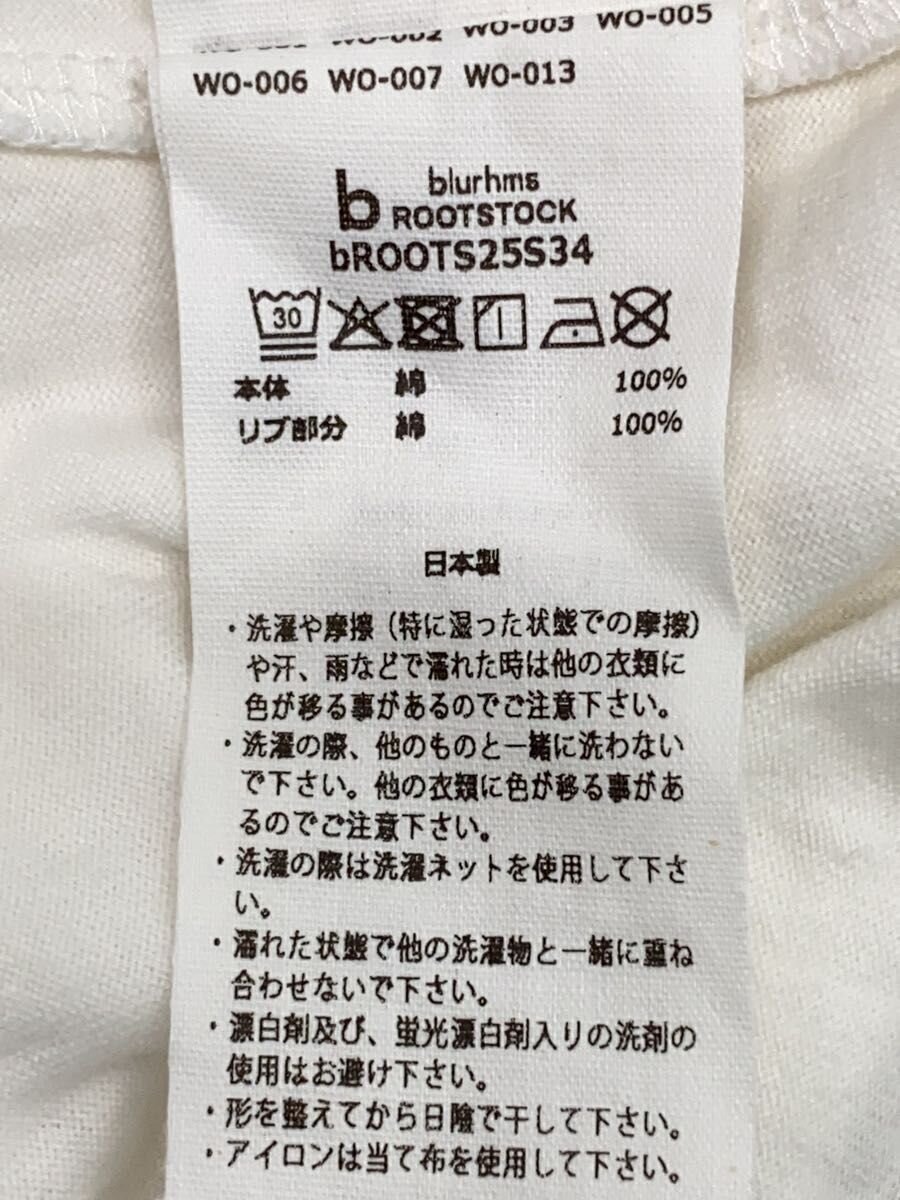 WO-002 WO-003 WO-005
WO-006 WO-007 WO-013
b blurhms
ROOTSTOCK
bROOTS25S34
30
本体 綿 100%
リブ部分 綿 100%
日本製
・洗濯や摩擦（特に湿った状態での摩擦）
や汗、雨などで濡れた時は他の衣類に
色が移る事があるのでご注意下さい。
・洗濯の際、他のものと一緒に洗わない
で下さい。他の衣類に色が移る事があ
るのでご注意下さい。
・洗濯の際は洗濯ネットを使用して下さ
い。
・濡れた状態で他の洗濯物と一緒に重ね
合わせないで下さい。
・漂白剤及び、蛍光漂白剤入りの洗剤の
使用はお避け下さい。
・形を整えてから日陰で干して下さい。
・アイロンは当て布を使用して下さい。